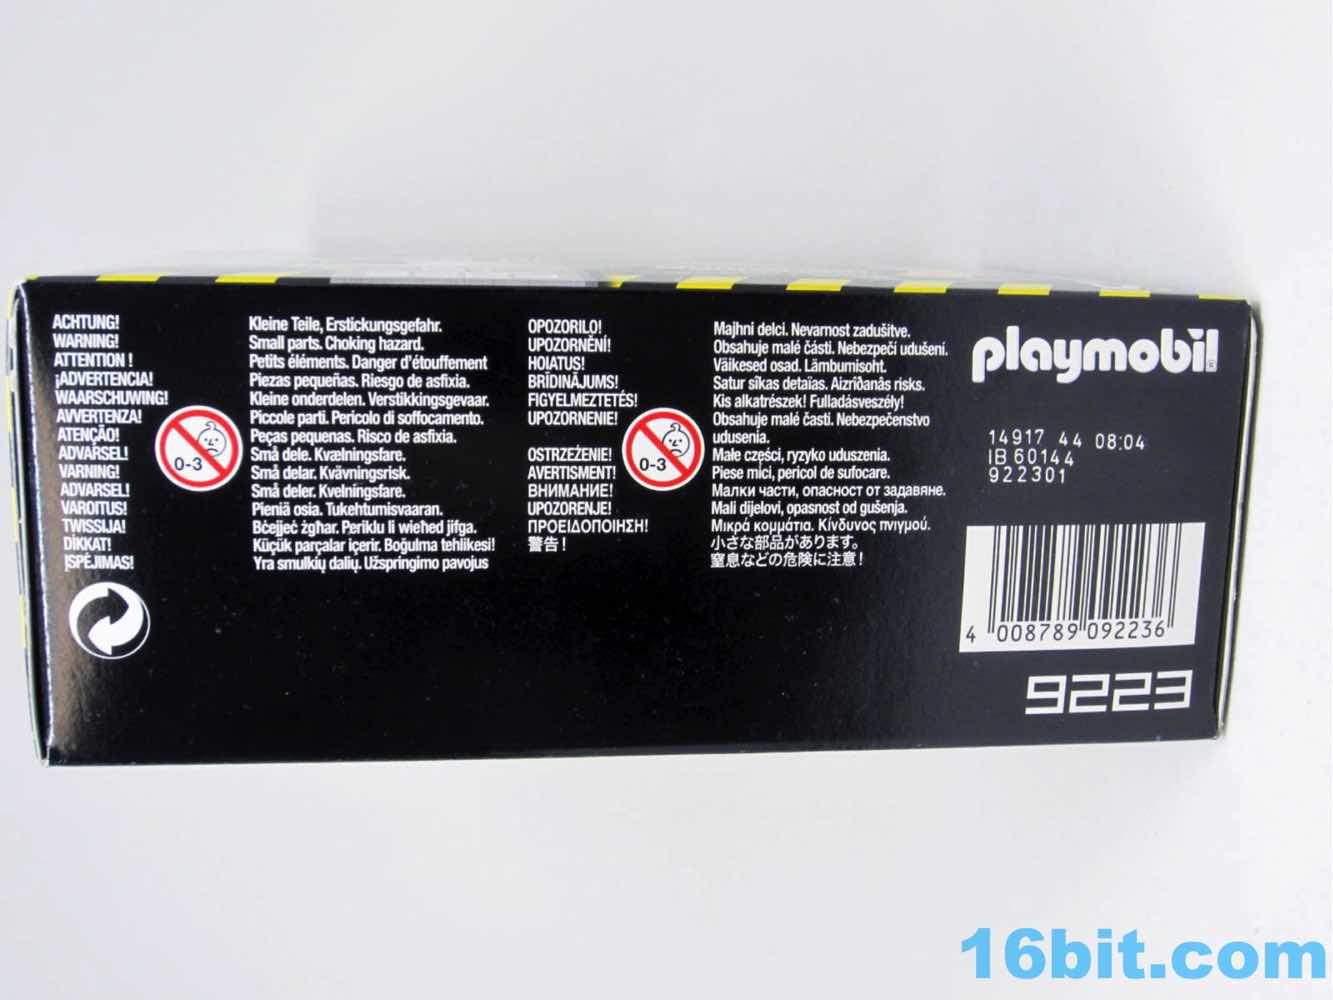 ACHTUNG!
WARNING!
ATTENTION !
¡ADVERTENCIA!
WAARSCHUWING!
AVVERTENZA!
ATENÇÃO!
ADVARSEL!
VARNING!
ADVARSEL!
VAROITUS!
TWISSIJA!
DİKKAT!
ĮSPĖJIMAS!
0-3
Kleine Teile, Erstickungsgefahr.
Small parts. Choking hazard.
Petits éléments. Danger d'étouffement
Piezas pequeñas. Riesgo de asfixia.
Kleine onderdelen. Verstikkingsgevaar.
Piccole parti. Pericolo di soffocamento.
Peças pequenas. Risco de asfixia.
Små dele. Kvælningsfare.
Små delar. Kvävningsrisk.
Små deler. Kvelningsfare.
Pieniä osia. Tukehtumisvaaran.
Bċejjeċ żgħar. Periklu li wieħed jifga.
Küçük parçalar içerir. Boğulma tehlikesi!
Yra smulkių dalių. Užspringimo pavojus
OPOZORILO!
UPOZORNĚNÍ!
HOIATUS!
BRĪDINĀJUMS!
FIGYELMEZTETÉS!
UPOZORNENIE!
OSTRZEŻENIE!
AVERTISMENT!
ВНИМАНИЕ!
UPOZORENJE!
ΠΡΟΕΙΔΟΠΟΙΗΣΗ!
警告！
0-3
Majhni delci. Nevarnost zadušitve.
Obsahuje malé části. Nebezpečí udušení.
Väikesed osad. Lämbumisoht.
Satur sīkas detaļas. Aizrīšanās risks.
Kis alkatrészek! Fulladásveszély!
Obsahuje malé časti. Nebezpečenstvo
udusenia.
Małe części, ryzyko uduszenia.
Piese mici, pericol de sufocare.
Малки части, опасност от задавяне.
Mali dijelovi, opasnost od gušenja.
Μικρά κομμάτια. Κίνδυνος πνιγμού.
小さな部品があります。
窒息などの危険に注意！
playmobil®
14917 44 08:04
IB 60144
922301
4 008789 092236
9223
16bit.com